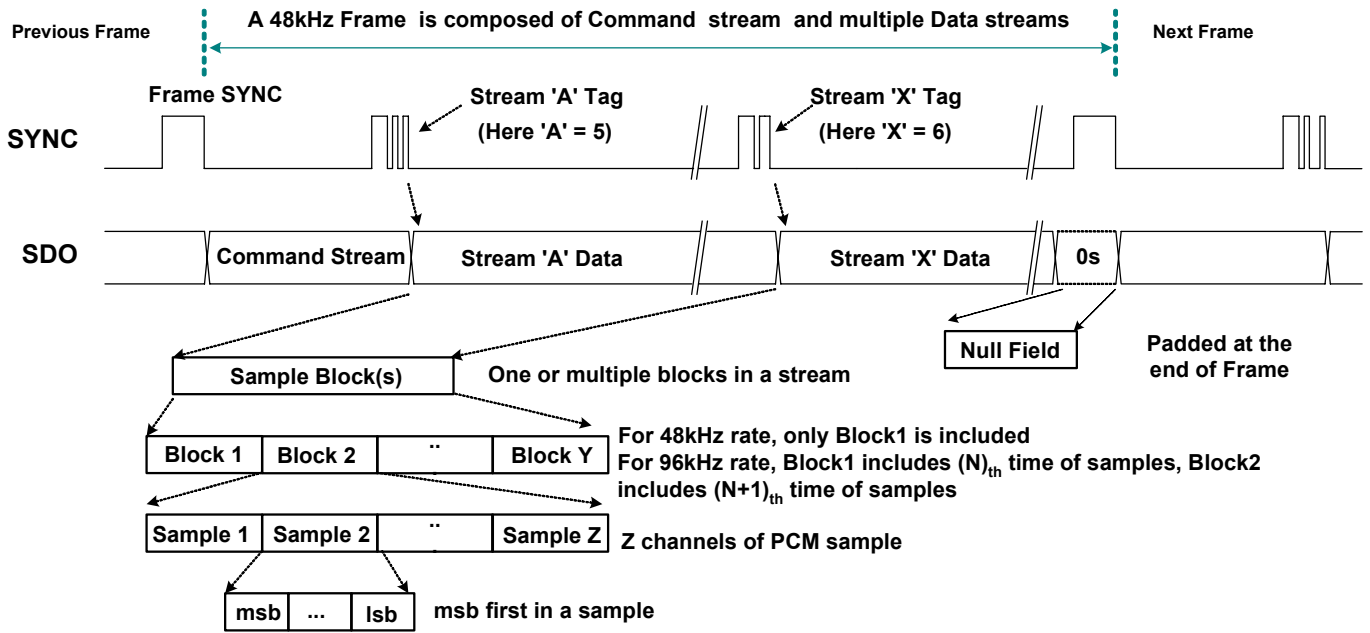 A 48kHz Frame is composed of Command stream and multiple Data streams
Previous Frame
Next Frame
Frame SYNC
Stream 'A' Tag
(Here 'A' = 5)
Stream 'X' Tag
(Here 'X' = 6)
SYNC
SDO
Command Stream
Stream 'A' Data
Stream 'X' Data
0s
Null Field
Padded at the
end of Frame
Sample Block(s)
One or multiple blocks in a stream
Block 1
Block 2
..
Block Y
For 48kHz rate, only Block1 is included
For 96kHz rate, Block1 includes (N)th time of samples, Block2
includes (N+1)th time of samples
Sample 1
Sample 2
..
Sample Z
Z channels of PCM sample
msb
...
lsb
msb first in a sample